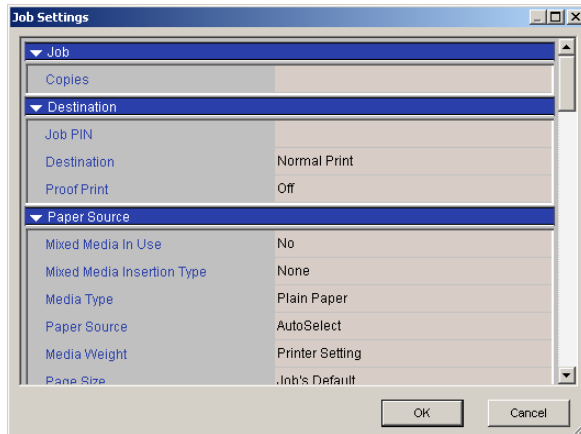 Job Settings
Job
Copies
Destination
Job PIN
Destination Normal Print
Proof Print Off
Paper Source
Mixed Media In Use No
Mixed Media Insertion Type None
Media Type Plain Paper
Paper Source AutoSelect
Media Weight Printer Setting
Page Size Job's Default
OK Cancel